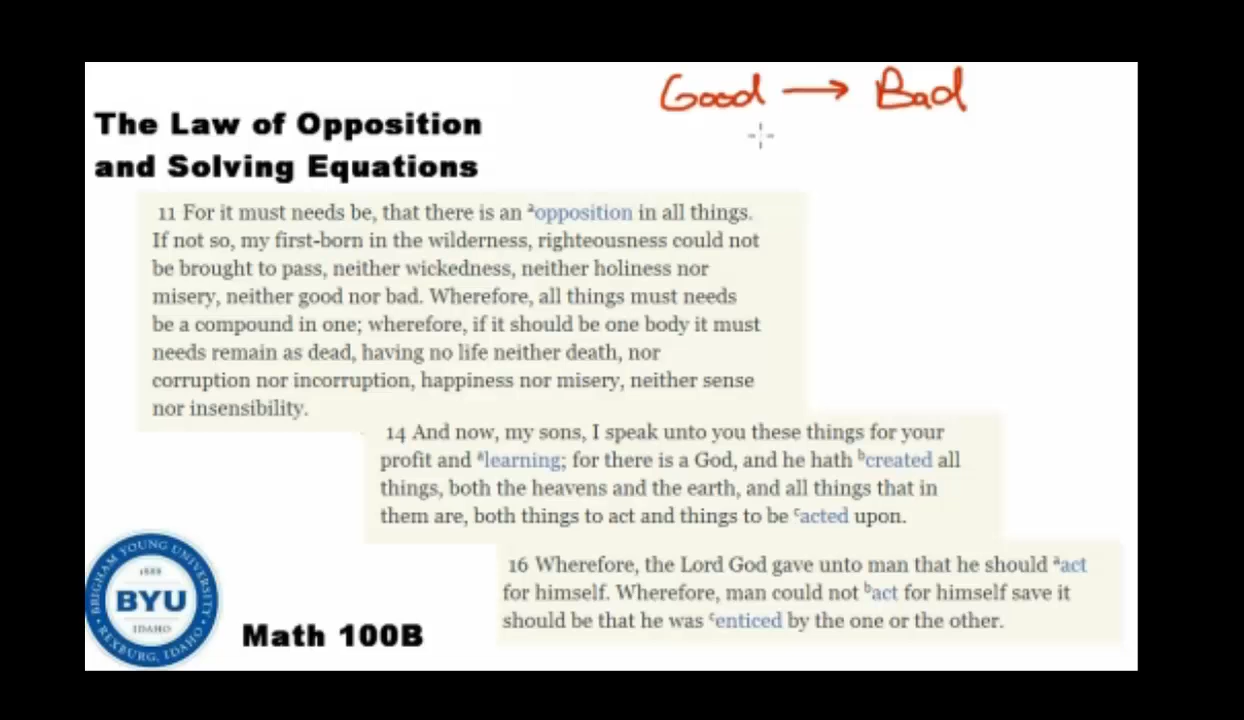 Good → Bad
The Law of Opposition
and Solving Equations
11 For it must needs be, that there is an ᵃopposition in all things.
If not so, my first-born in the wilderness, righteousness could not
be brought to pass, neither wickedness, neither holiness nor
misery, neither good nor bad. Wherefore, all things must needs
be a compound in one; wherefore, if it should be one body it must
needs remain as dead, having no life neither death, nor
corruption nor incorruption, happiness nor misery, neither sense
nor insensibility.
14 And now, my sons, I speak unto you these things for your
profit and ᵃlearning; for there is a God, and he hath ᵇcreated all
things, both the heavens and the earth, and all things that in
them are, both things to act and things to be ᶜacted upon.
16 Wherefore, the Lord God gave unto man that he should ᵃact
for himself. Wherefore, man could not ᵇact for himself save it
should be that he was ᶜenticed by the one or the other.
BRIGHAM YOUNG UNIVERSITY
1888
BYU
IDAHO
REXBURG, IDAHO
Math 100B